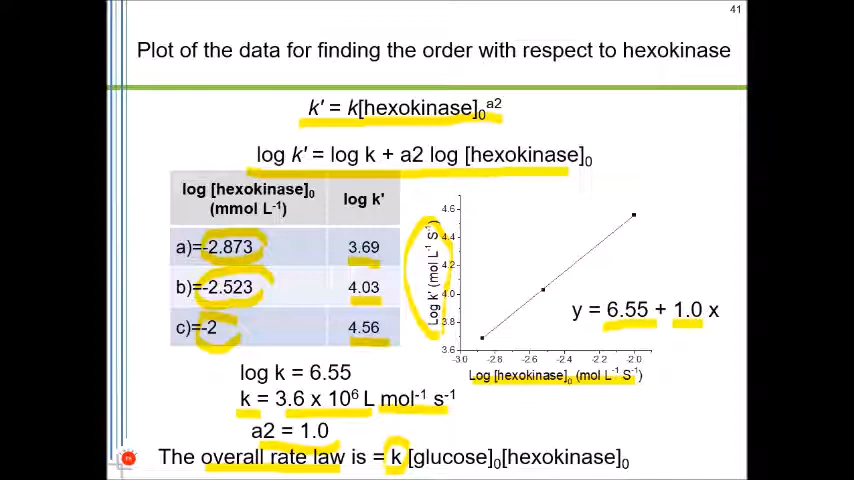 41
Plot of the data for finding the order with respect to hexokinase
k' = k[hexokinase]₀ᵃ²
log k' = log k + a2 log [hexokinase]₀
log [hexokinase]₀ (mmol L⁻¹) log k'
a)=-2.873 3.69
b)=-2.523 4.03
c)=-2 4.56
Log k' (mol L⁻¹ S⁻¹)
4.6
4.4
4.2
4.0
3.8
3.6
-3.0 -2.8 -2.6 -2.4 -2.2 -2.0
Log [hexokinase]₀ (mol L⁻¹ S⁻¹)
y = 6.55 + 1.0 x
log k = 6.55
k = 3.6 x 10⁶ L mol⁻¹ s⁻¹
a2 = 1.0
The overall rate law is = k [glucose]₀[hexokinase]₀